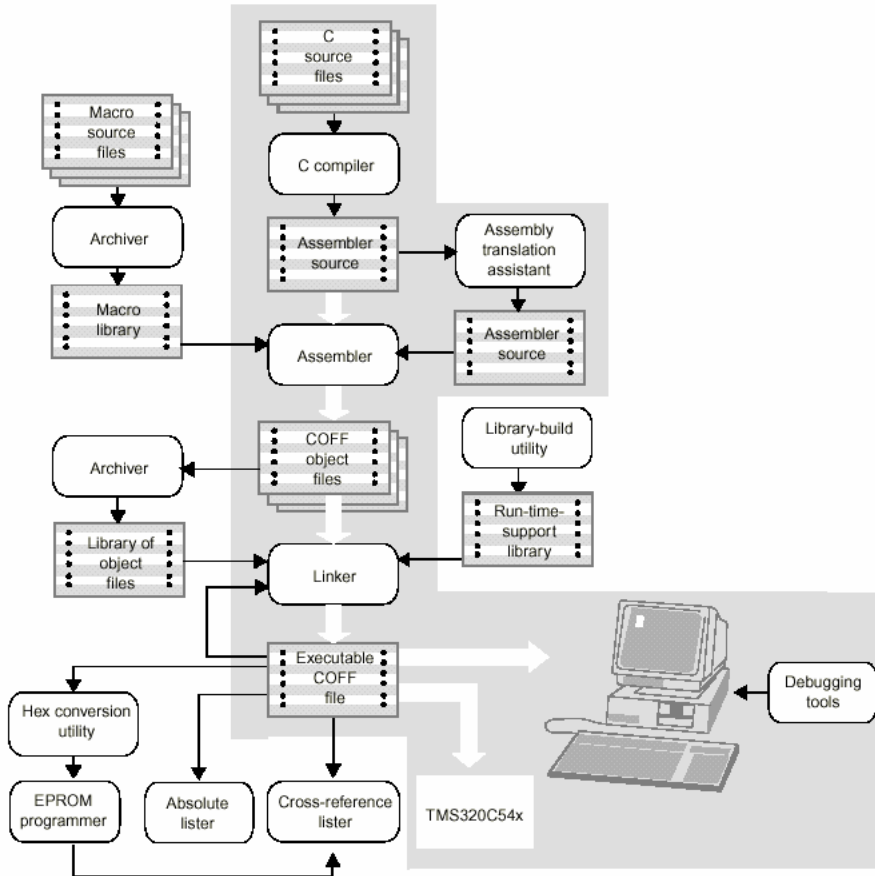 C
source
files
Macro
source
files
C compiler
Archiver
Assembler
source
Assembly
translation
assistant
Macro
library
Assembler
Assembler
source
Archiver
COFF
object
files
Library-build
utility
Library of
object
files
Linker
Run-time-
support
library
Executable
COFF
file
Debugging
tools
Hex conversion
utility
EPROM
programmer
Absolute
lister
Cross-reference
lister
TMS320C54x